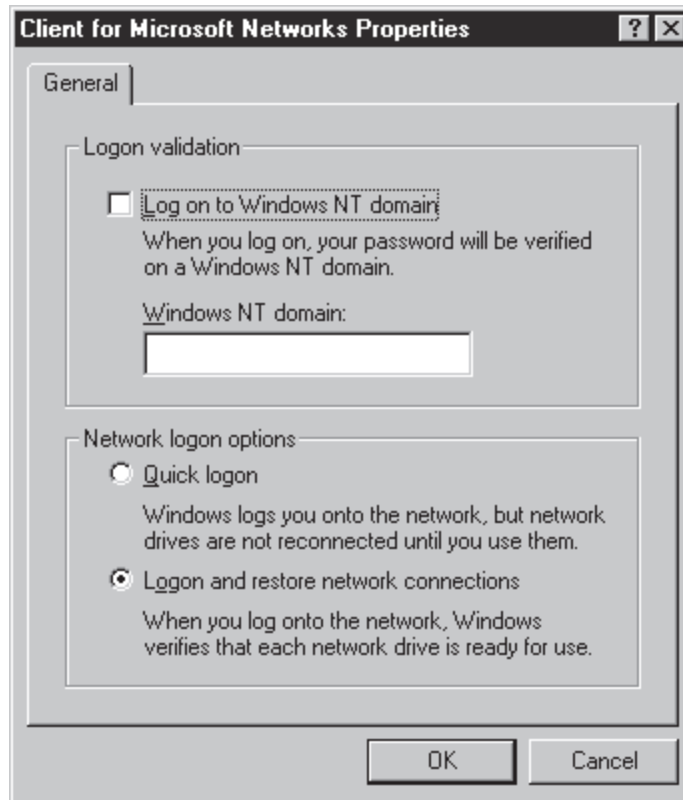 Client for Microsoft Networks Properties
General
Logon validation
Log on to Windows NT domain
When you log on, your password will be verified
on a Windows NT domain.
Windows NT domain:
Network logon options
Quick logon
Windows logs you onto the network, but network
drives are not reconnected until you use them.
Logon and restore network connections
When you log onto the network, Windows
verifies that each network drive is ready for use.
OK Cancel